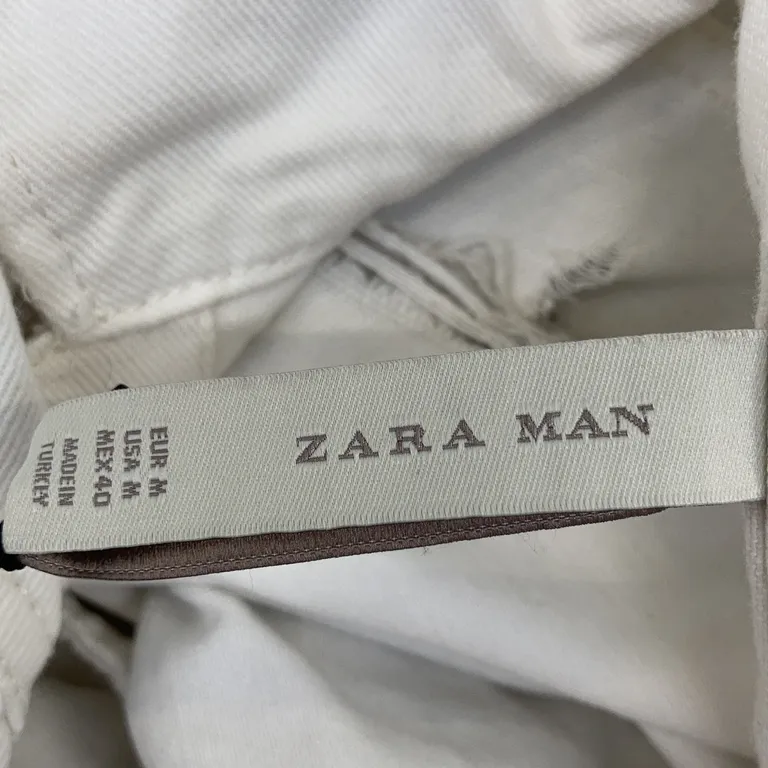 ZARA MAN
EUR M
USA M
MEX 40
MADE IN
TURKEY